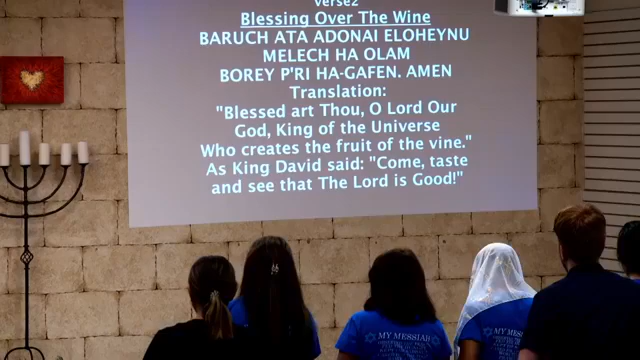 verse2
Blessing Over The Wine
BARUCH ATA ADONAI ELOHEYNU
MELECH HA OLAM
BOREY P'RI HA-GAFEN. AMEN
Translation:
"Blessed art Thou, O Lord Our
God, King of the Universe
Who creates the fruit of the vine."
As King David said: "Come, taste
and see that The Lord is Good!"
MY MESSIAH
MY MESSIAH